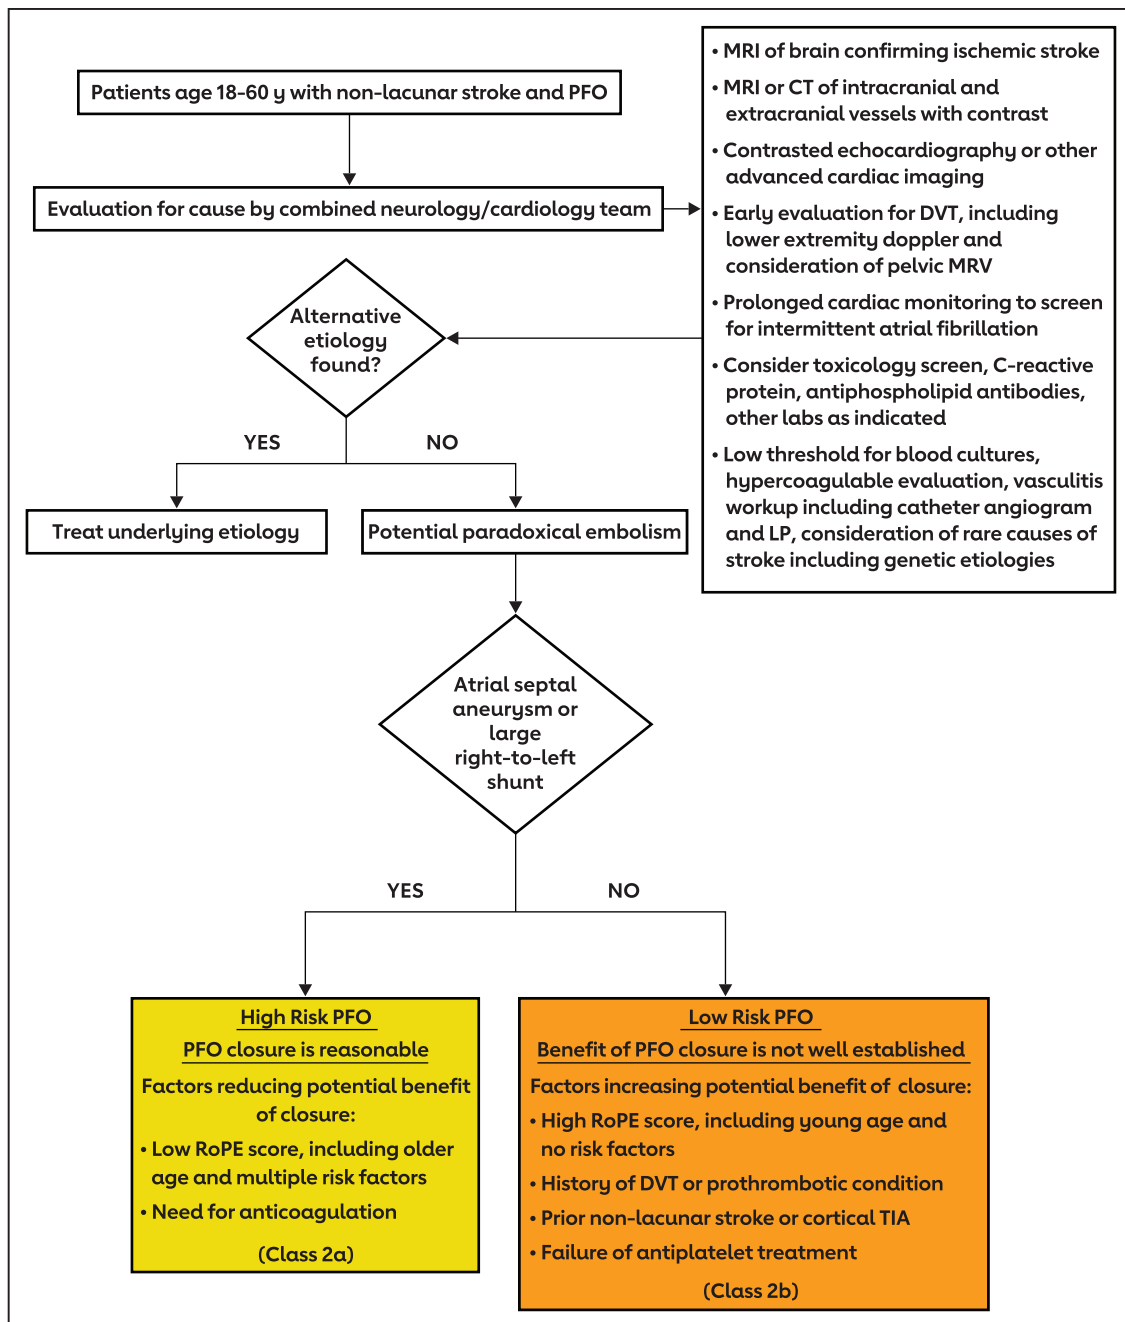 Patients age 18-60 y with non-lacunar stroke and PFO
Evaluation for cause by combined neurology/cardiology team
• MRI of brain confirming ischemic stroke
• MRI or CT of intracranial and
extracranial vessels with contrast
• Contrasted echocardiography or other
advanced cardiac imaging
• Early evaluation for DVT, including
lower extremity doppler and
consideration of pelvic MRV
• Prolonged cardiac monitoring to screen
for intermittent atrial fibrillation
• Consider toxicology screen, C-reactive
protein, antiphospholipid antibodies,
other labs as indicated
• Low threshold for blood cultures,
hypercoagulable evaluation, vasculitis
workup including catheter angiogram
and LP, consideration of rare causes of
stroke including genetic etiologies
Alternative
etiology
found?
YES
NO
Treat underlying etiology
Potential paradoxical embolism
Atrial septal
aneurysm or
large
right-to-left
shunt
YES
NO
High Risk PFO
PFO closure is reasonable
Factors reducing potential benefit
of closure:
• Low RoPE score, including older
age and multiple risk factors
• Need for anticoagulation
(Class 2a)
Low Risk PFO
Benefit of PFO closure is not well established
Factors increasing potential benefit of closure:
• High RoPE score, including young age and
no risk factors
• History of DVT or prothrombotic condition
• Prior non-lacunar stroke or cortical TIA
• Failure of antiplatelet treatment
(Class 2b)